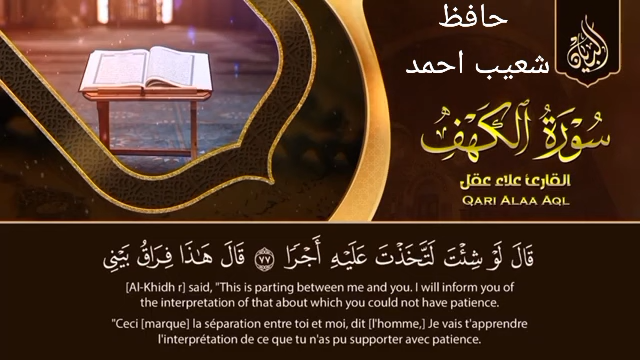 حافظ
شعيب احمد
البيان
سُورَةُ الكَهْفِ
القارئ علاء عقل
QARI ALAA AQL
قَالَ لَوْ شِئْتَ لَتَّخَذْتَ عَلَيْهِ أَجْرًا ٧٧ قَالَ هَـٰذَا فِرَاقُ بَيْنِى
[Al-Khidh r] said, "This is parting between me and you. I will inform you of
the interpretation of that about which you could not have patience.
"Ceci [marque] la séparation entre toi et moi, dit [l'homme,] Je vais t'apprendre
l'interprétation de ce que tu n'as pu supporter avec patience.